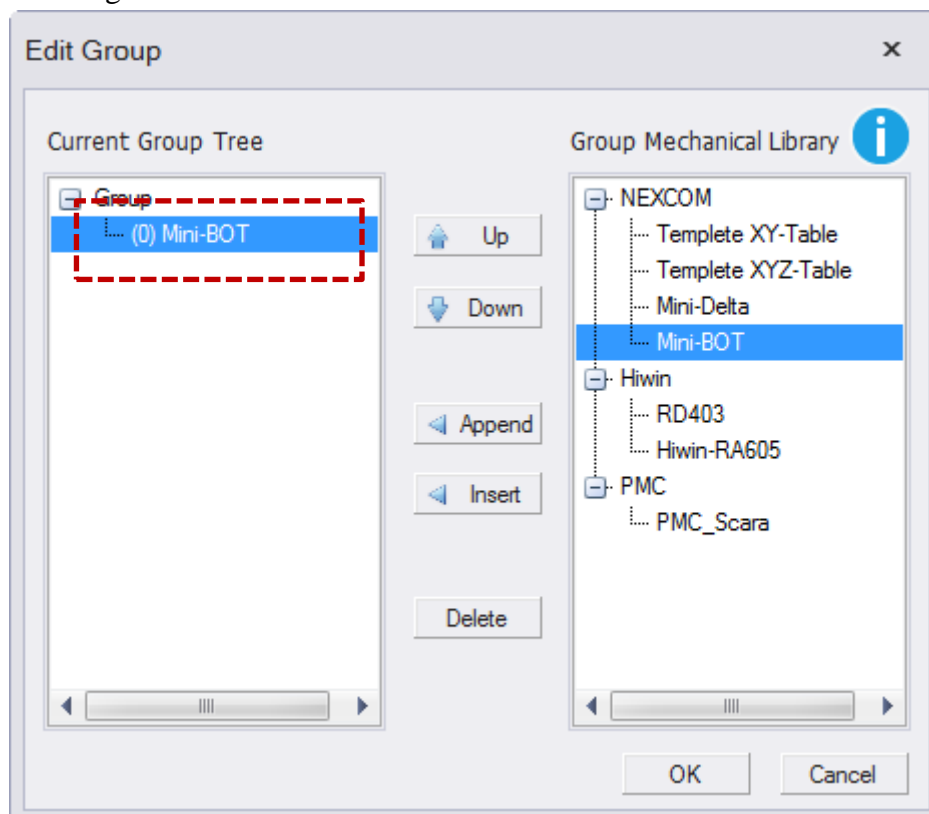 Edit Group
×
Current Group Tree
Group Mechanical Library
i
Group
(0) Mini-BOT
Up
Down
Append
Insert
Delete
NEXCOM
Templete XY-Table
Templete XYZ-Table
Mini-Delta
Mini-BOT
Hiwin
RD403
Hiwin-RA605
PMC
PMC_Scara
OK
Cancel